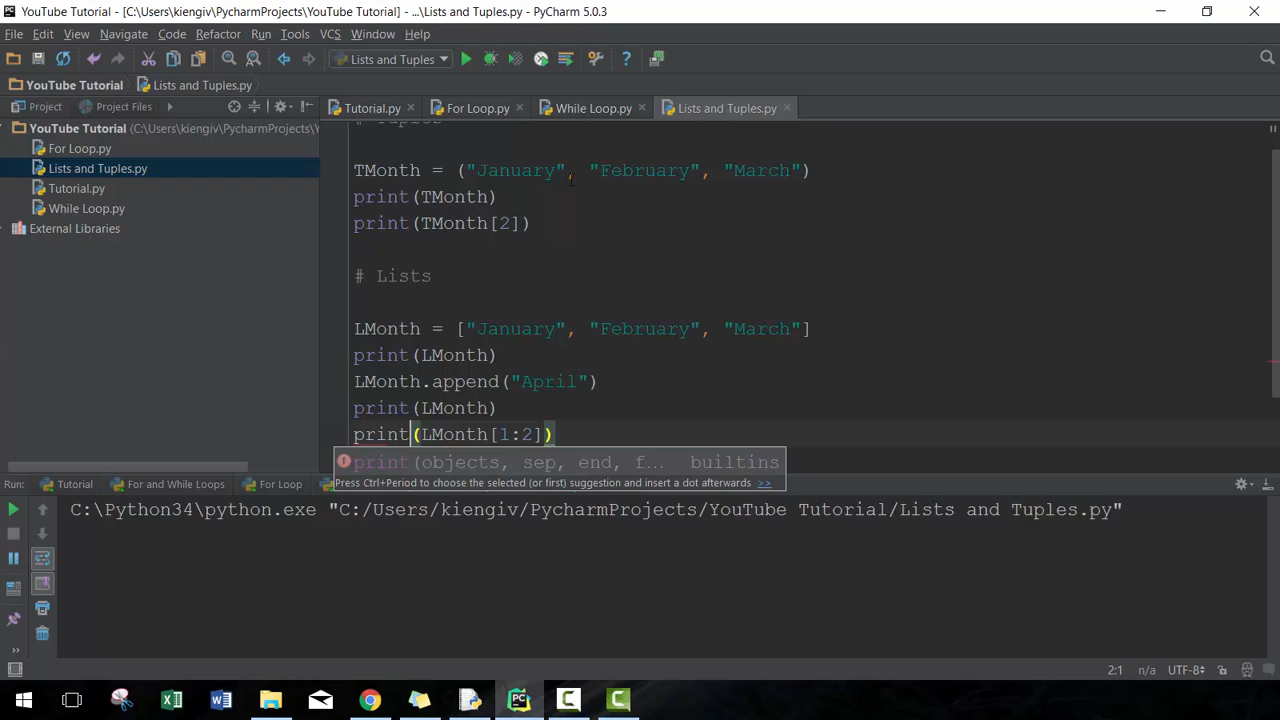 YouTube Tutorial - [C:\Users\kiengiv\PycharmProjects\YouTube Tutorial] - ...\Lists and Tuples.py - PyCharm 5.0.3
File Edit View Navigate Code Refactor Run Tools VCS Window Help
Lists and Tuples
YouTube Tutorial Lists and Tuples.py
Project Project Files
Tutorial.py For Loop.py While Loop.py Lists and Tuples.py
YouTube Tutorial (C:\Users\kiengiv\PycharmProjects\Y
For Loop.py
Lists and Tuples.py
Tutorial.py
While Loop.py
External Libraries
# Tuples
TMonth = ("January", "February", "March")
print(TMonth)
print(TMonth[2])
# Lists
LMonth = ["January", "February", "March"]
print(LMonth)
LMonth.append("April")
print(LMonth)
print(LMonth[1:2])
print(objects, sep, end, f... builtins
Press Ctrl+Period to choose the selected (or first) suggestion and insert a dot afterwards >>
Run: Tutorial For and While Loops For Loop
C:\Python34\python.exe "C:/Users/kiengiv/PycharmProjects/YouTube Tutorial/Lists and Tuples.py"
2:1 n/a UTF-8